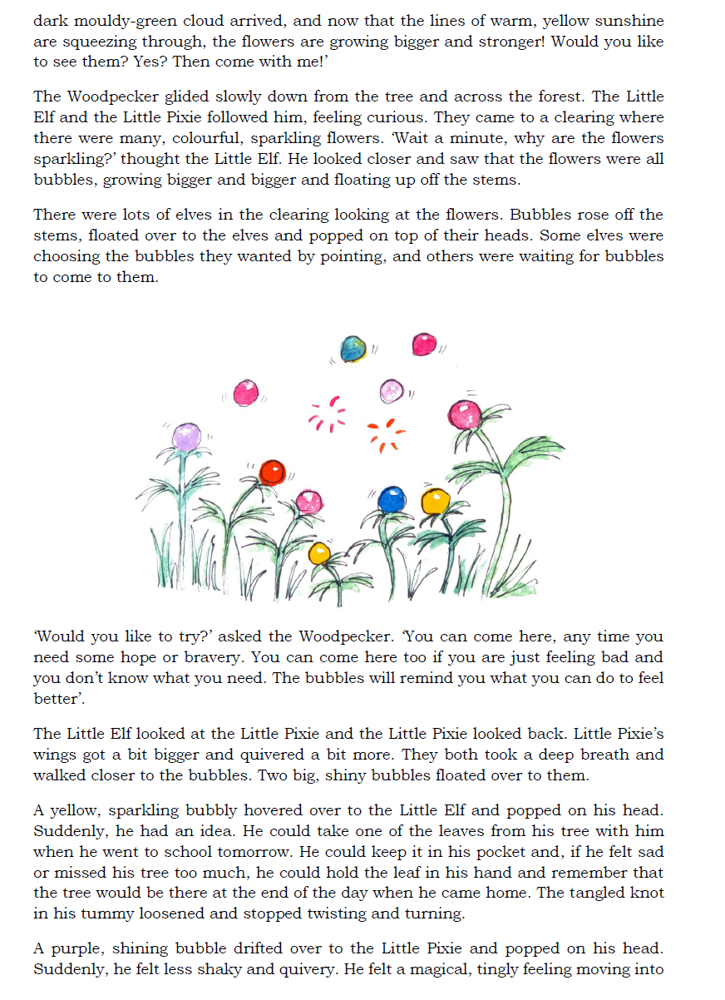 dark mouldy-green cloud arrived, and now that the lines of warm, yellow sunshine
are squeezing through, the flowers are growing bigger and stronger! Would you like
to see them? Yes? Then come with me!’
The Woodpecker glided slowly down from the tree and across the forest. The Little
Elf and the Little Pixie followed him, feeling curious. They came to a clearing where
there were many, colourful, sparkling flowers. ‘Wait a minute, why are the flowers
sparkling?’ thought the Little Elf. He looked closer and saw that the flowers were all
bubbles, growing bigger and bigger and floating up off the stems.
There were lots of elves in the clearing looking at the flowers. Bubbles rose off the
stems, floated over to the elves and popped on top of their heads. Some elves were
choosing the bubbles they wanted by pointing, and others were waiting for bubbles
to come to them.
‘Would you like to try?’ asked the Woodpecker. ‘You can come here, any time you
need some hope or bravery. You can come here too if you are just feeling bad and
you don’t know what you need. The bubbles will remind you what you can do to feel
better’.
The Little Elf looked at the Little Pixie and the Little Pixie looked back. Little Pixie’s
wings got a bit bigger and quivered a bit more. They both took a deep breath and
walked closer to the bubbles. Two big, shiny bubbles floated over to them.
A yellow, sparkling bubbly hovered over to the Little Elf and popped on his head.
Suddenly, he had an idea. He could take one of the leaves from his tree with him
when he went to school tomorrow. He could keep it in his pocket and, if he felt sad
or missed his tree too much, he could hold the leaf in his hand and remember that
the tree would be there at the end of the day when he came home. The tangled knot
in his tummy loosened and stopped twisting and turning.
A purple, shining bubble drifted over to the Little Pixie and popped on his head.
Suddenly, he felt less shaky and quivery. He felt a magical, tingly feeling moving into